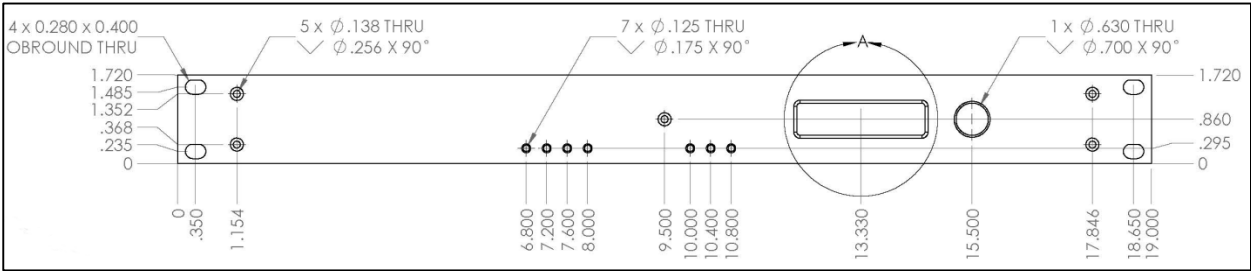 4 x 0.280 x 0.400
OBROUND THRU
5 x ∅.138 THRU
⌵ ∅.256 X 90°
7 x ∅.125 THRU
⌵ ∅.175 X 90°
A
1 x ∅.630 THRU
⌵ ∅.700 X 90°
1.720
1.485
1.352
.368
.235
0
1.720
.860
.295
0
0
.350
1.154
6.800
7.200
7.600
8.000
9.500
10.000
10.400
10.800
13.330
15.500
17.846
18.650
19.000